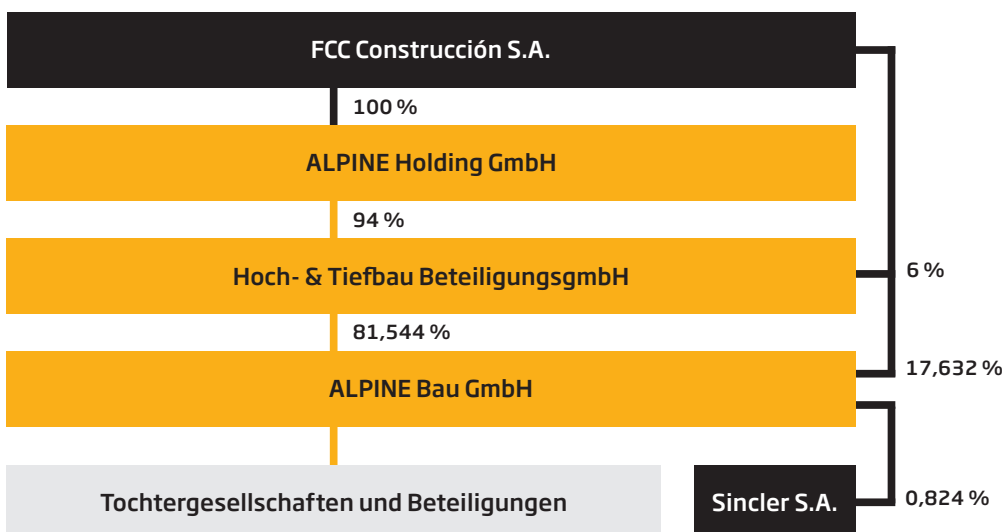 FCC Construcción S.A.
100 %
ALPINE Holding GmbH
94 %
Hoch- & Tiefbau BeteiligungsgmbH
6 %
81,544 %
17,632 %
ALPINE Bau GmbH
Tochtergesellschaften und Beteiligungen
Sincler S.A.
0,824 %